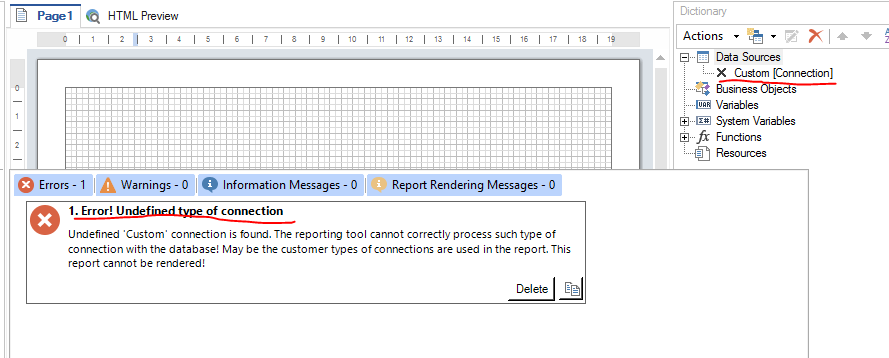 Page1 HTML Preview
Dictionary
Actions
0 1 2 3 4 5 6 7 8 9 10 11 12 13 14 15 16 17 18 19
Data Sources
Custom [Connection]
Business Objects
Variables
System Variables
Functions
Resources
0
1
2
Errors - 1 Warnings - 0 Information Messages - 0 Report Rendering Messages - 0
1. Error! Undefined type of connection
Undefined 'Custom' connection is found. The reporting tool cannot correctly process such type of
connection with the database! May be the customer types of connections are used in the report. This
report cannot be rendered!
Delete